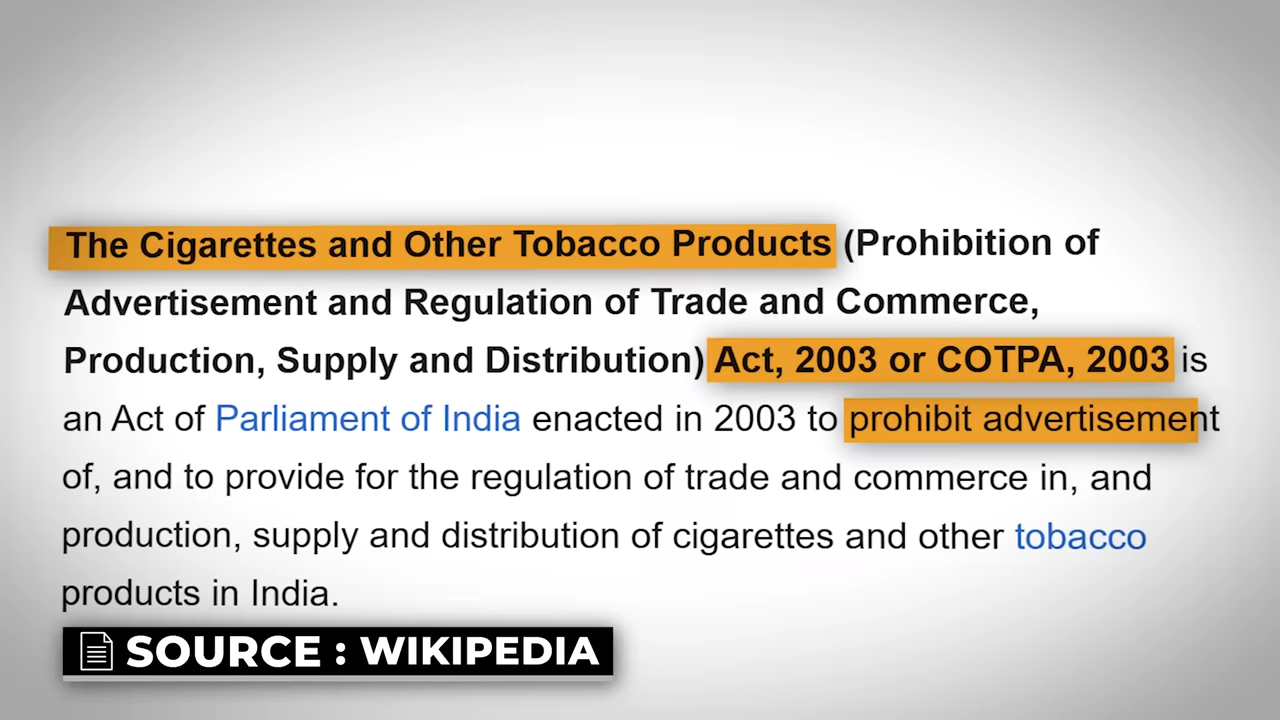 The Cigarettes and Other Tobacco Products (Prohibition of
Advertisement and Regulation of Trade and Commerce,
Production, Supply and Distribution) Act, 2003 or COTPA, 2003 is
an Act of Parliament of India enacted in 2003 to prohibit advertisement
of, and to provide for the regulation of trade and commerce in, and
production, supply and distribution of cigarettes and other tobacco
products in India.
SOURCE : WIKIPEDIA